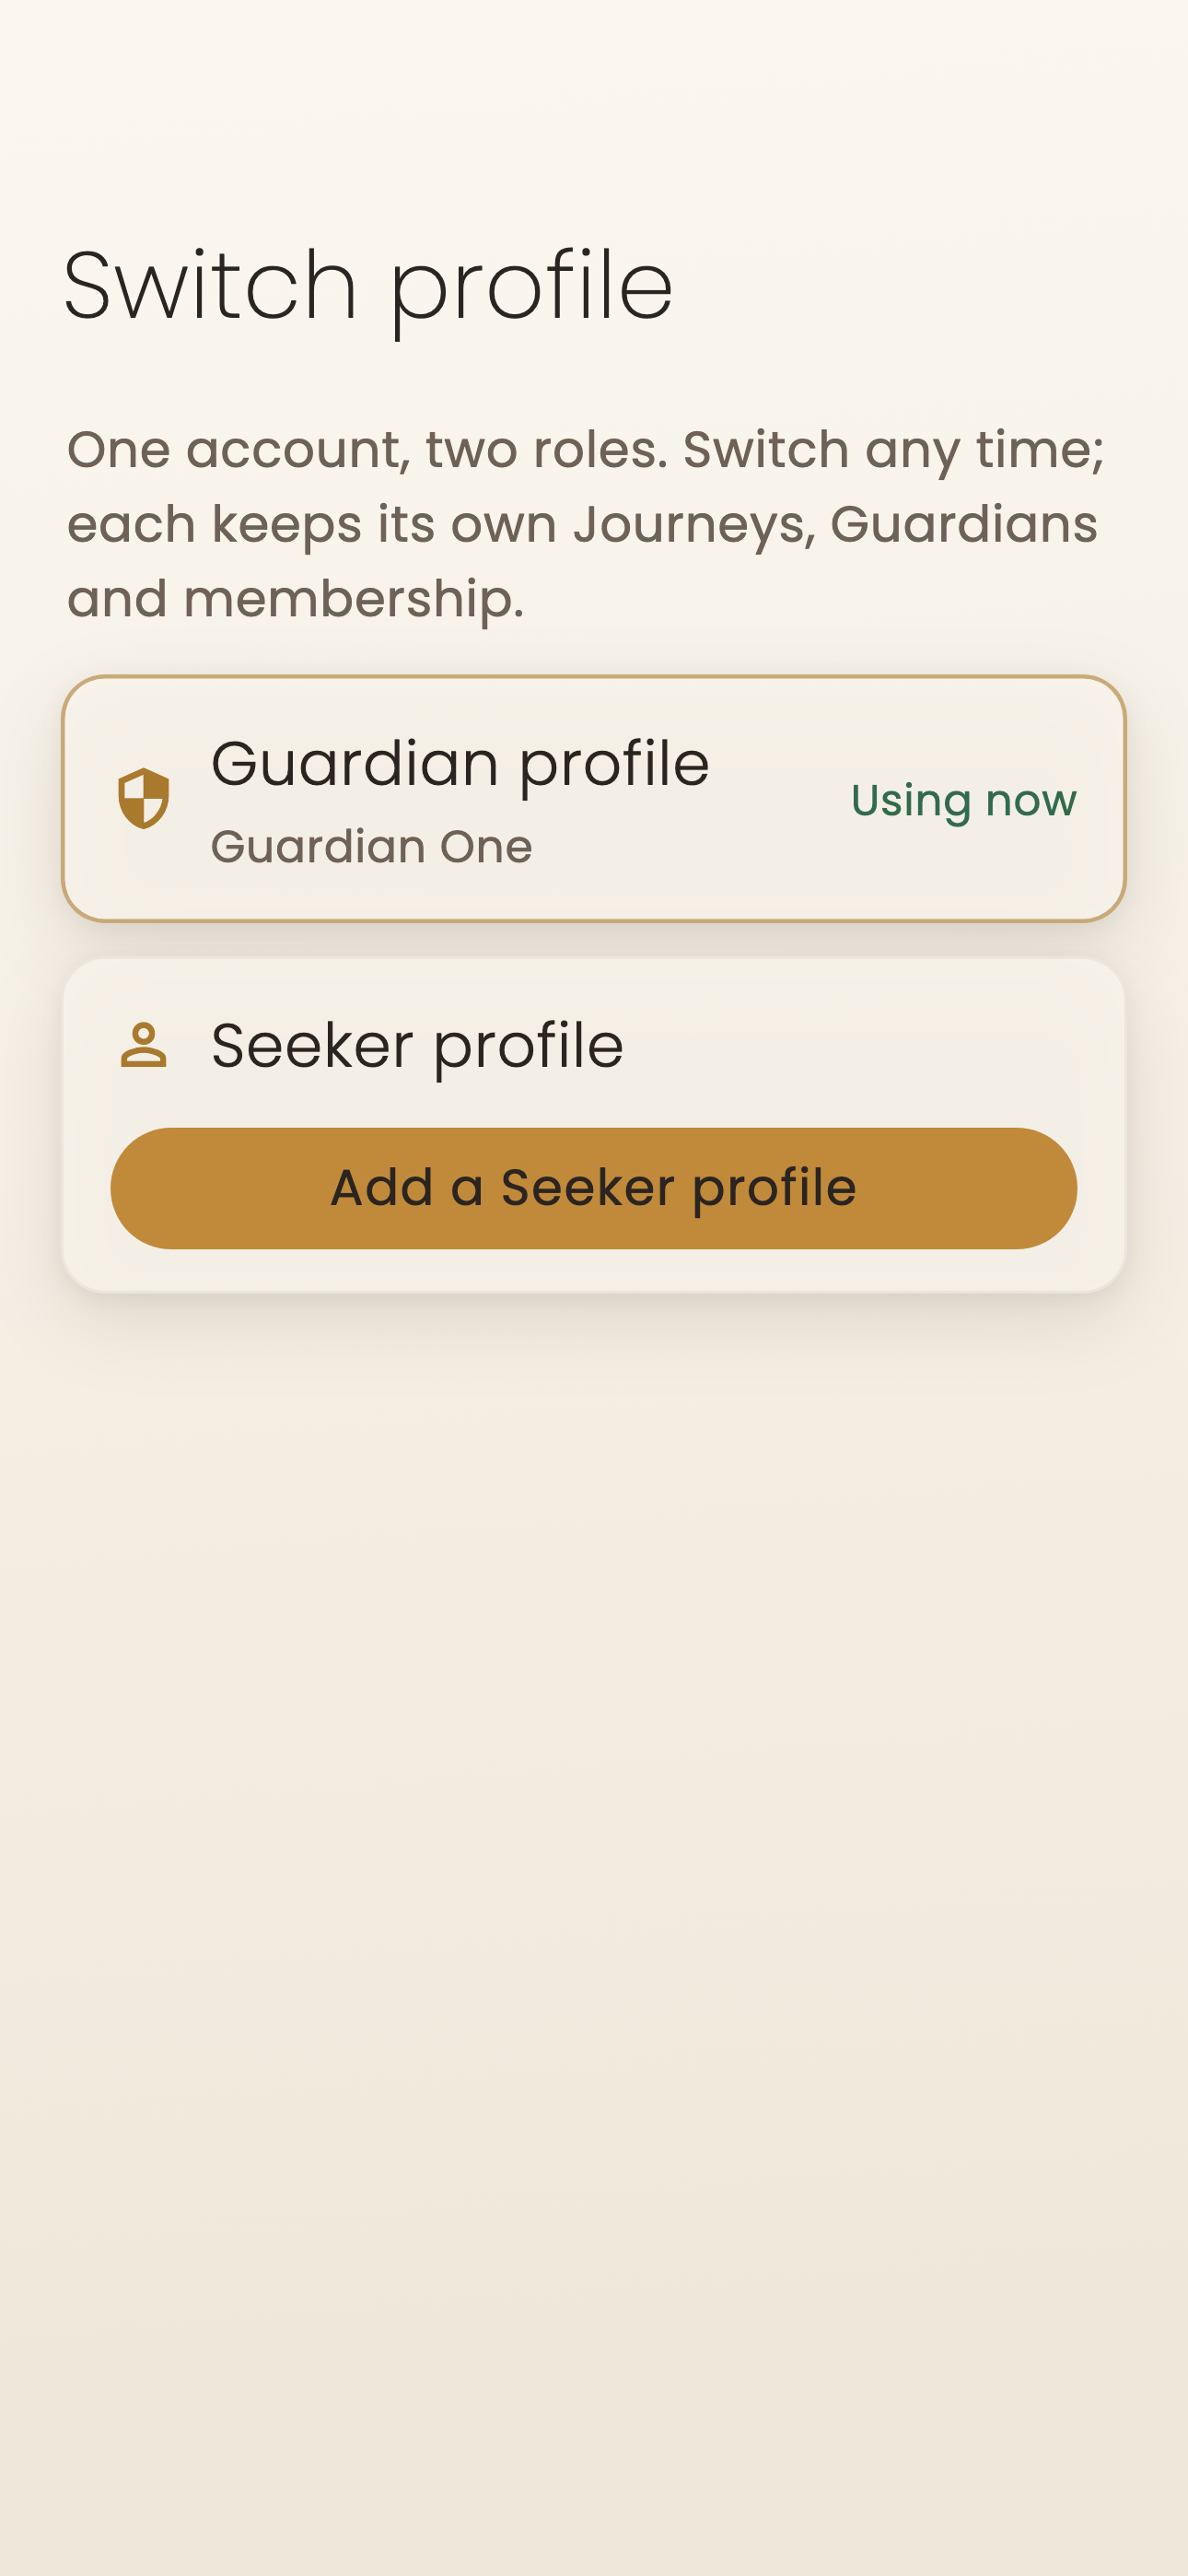 Switch profile
One account, two roles. Switch any time;
each keeps its own Journeys, Guardians
and membership.
Guardian profile
Guardian One
Using now
Seeker profile
Add a Seeker profile